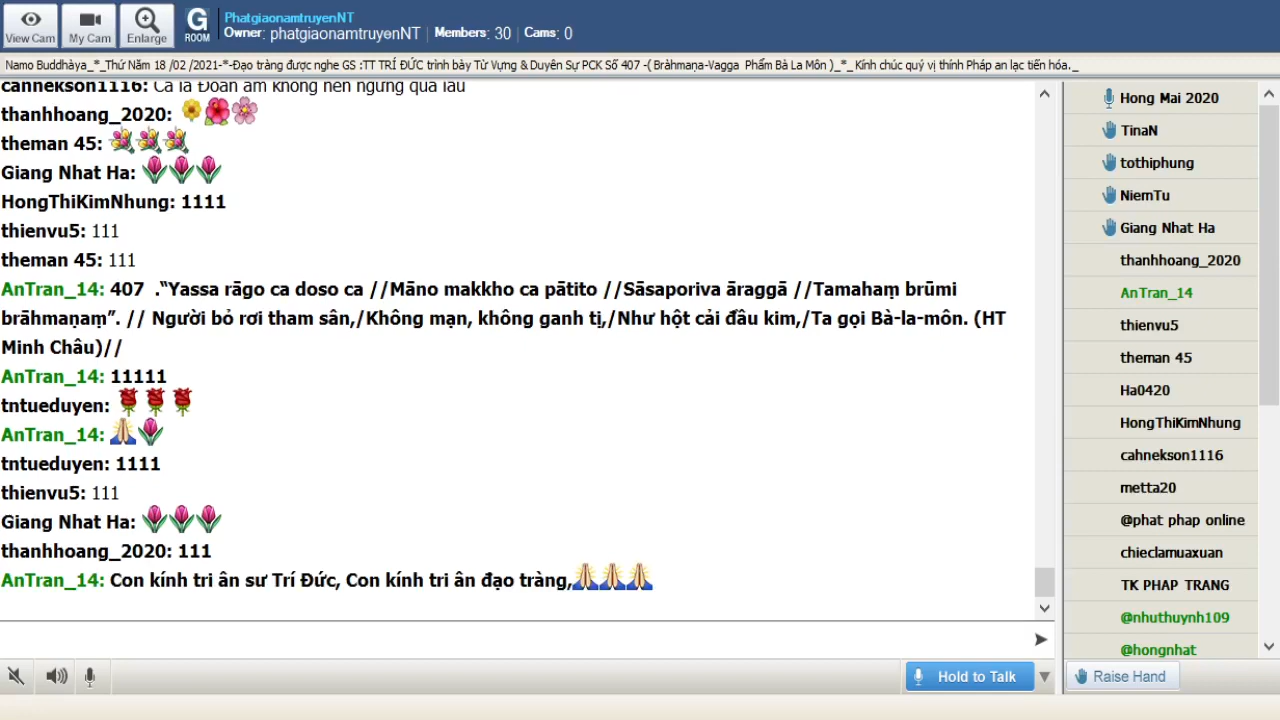 View Cam
My Cam
Enlarge
G
ROOM
PhatgiaonamtruyenNT
Owner: phatgiaonamtruyenNT | Members: 30 | Cams: 0
Namo Buddhàya_*_Thứ Năm 18 /02 /2021-*-Đạo tràng được nghe GS :TT TRÍ ĐỨC trình bày Từ Vựng & Duyên Sự PCK Số 407 -( Bràhmaṇa-Vagga Phẩm Bà La Môn )_*_ Kính chúc quý vị thính Pháp an lạc tiến hóa._
cahnekson1116: Ca la Đoan am không nên ngưng qua lau
thanhhoang_2020:
theman 45:
Giang Nhat Ha:
HongThiKimNhung: 1111
thienvu5: 111
theman 45: 111
AnTran_14: 407 .“Yassa rāgo ca doso ca //Māno makkho ca pātito //Sāsaporiva āraggā //Tamahaṃ brūmi
brāhmaṇaṃ”. // Người bỏ rơi tham sân,/Không mạn, không ganh tị,/Như hột cải đầu kim,/Ta gọi Bà-la-môn. (HT
Minh Châu)//
AnTran_14: 11111
tntueduyen:
AnTran_14:
tntueduyen: 1111
thienvu5: 111
Giang Nhat Ha:
thanhhoang_2020: 111
AnTran_14: Con kính tri ân sư Trí Đức, Con kính tri ân đạo tràng,
Hold to Talk
Hong Mai 2020
TinaN
tothiphung
NiemTu
Giang Nhat Ha
thanhhoang_2020
AnTran_14
thienvu5
theman 45
Ha0420
HongThiKimNhung
cahnekson1116
metta20
@phat phap online
chieclamuaxuan
TK PHAP TRANG
@nhuthuynh109
@hongnhat
Raise Hand